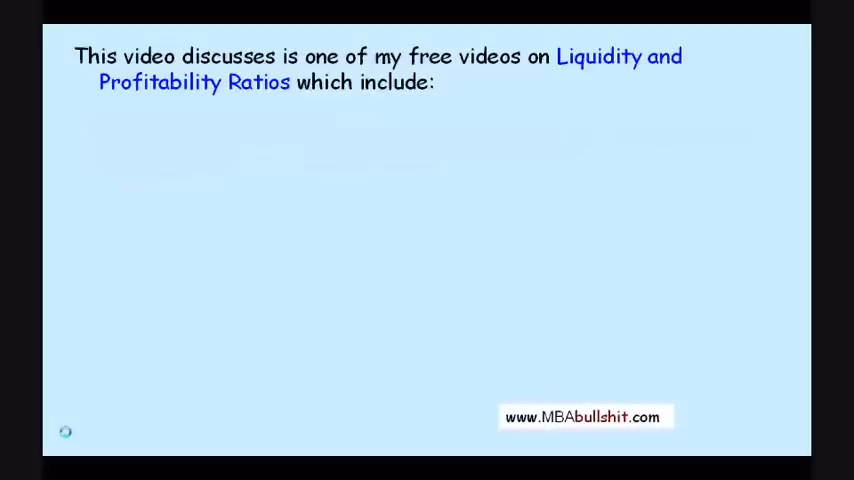 This video discusses is one of my free videos on Liquidity and
Profitability Ratios which include:
www.MBAbullshit.com